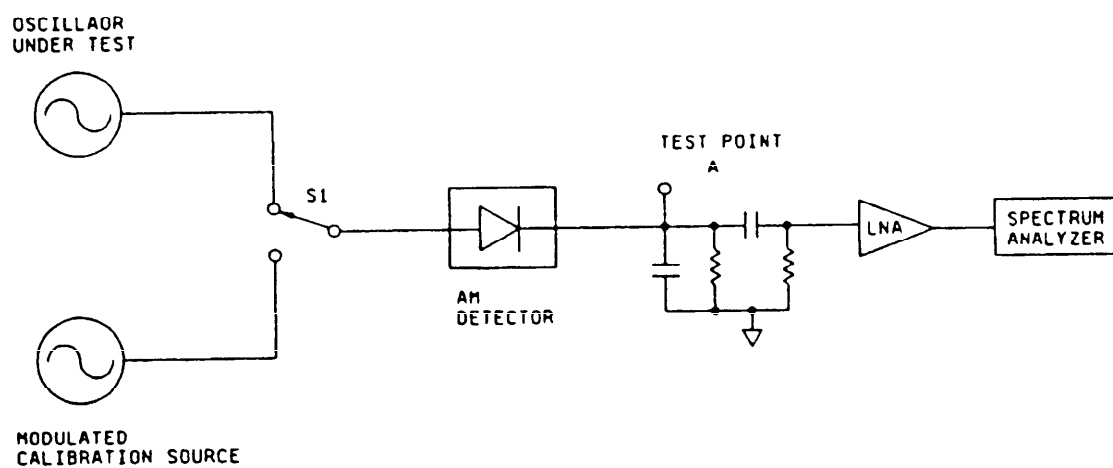 OSCILLAOR
UNDER TEST
TEST POINT
A
S1
LNA
SPECTRUM
ANALYZER
AM
DETECTOR
MODULATED
CALIBRATION SOURCE